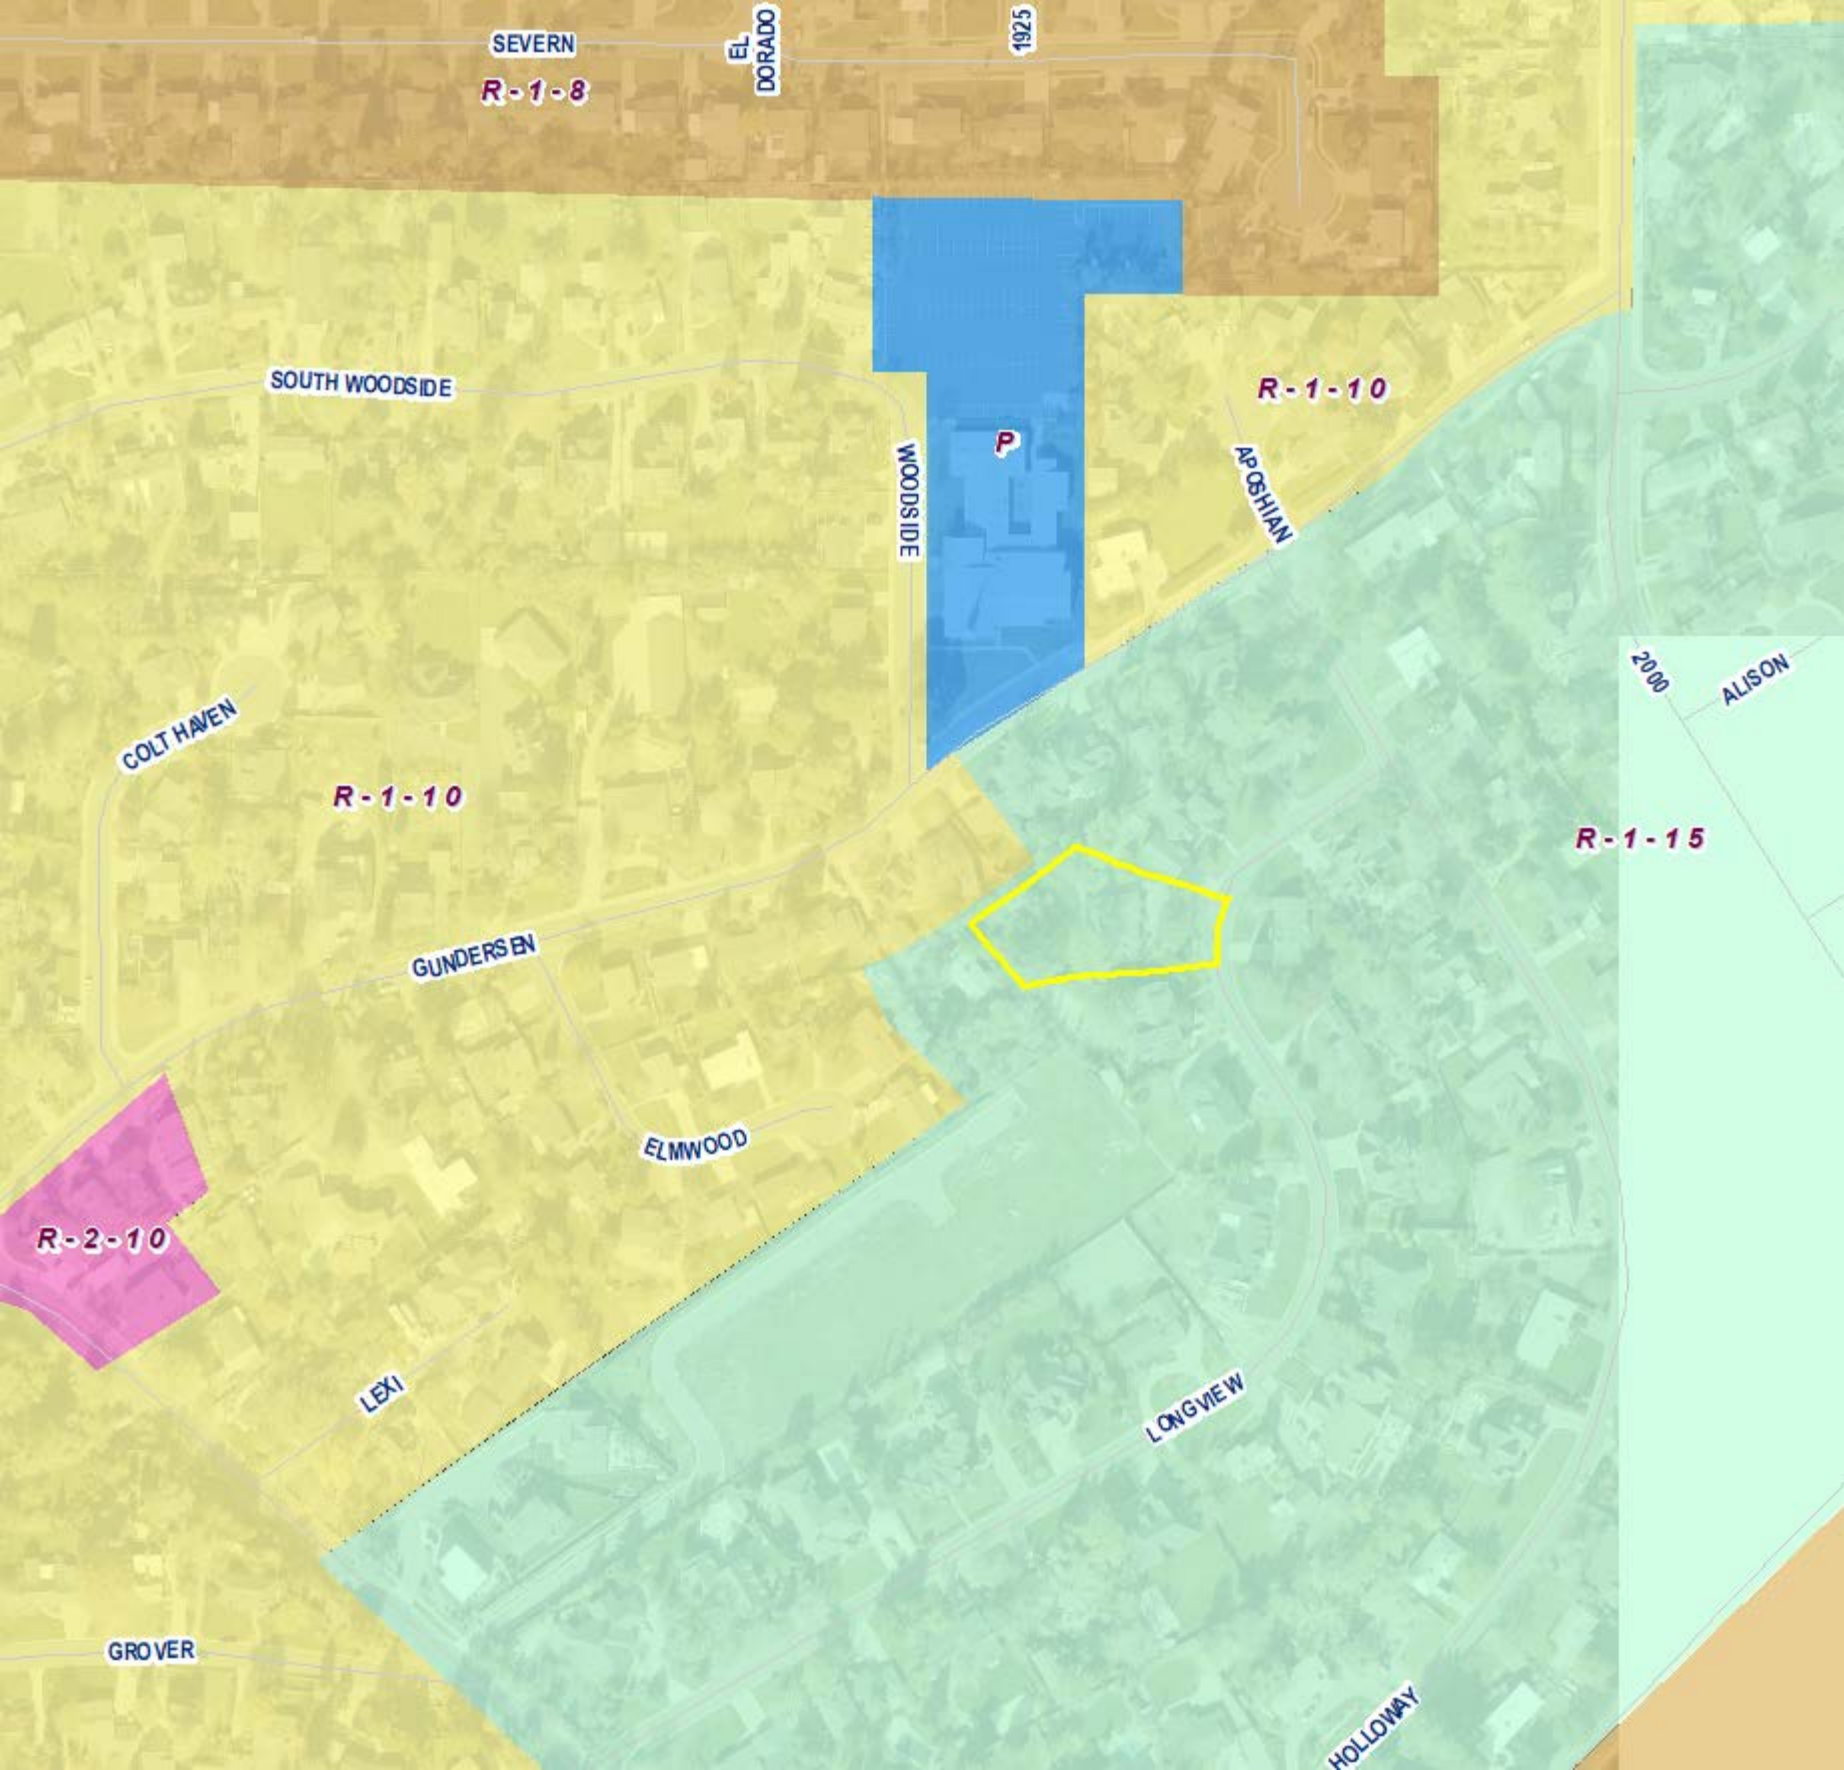 SEVERN
EL
DORADO
1925
R-1-8
SOUTH WOODSIDE
R-1-10
P
WOODSIDE
APOSHIAN
2000
ALISON
COLT HAVEN
R-1-10
R-1-15
GUNDERSEN
ELMWOOD
R-2-10
LEXI
LONGVIEW
GROVER
HOLLOWAY